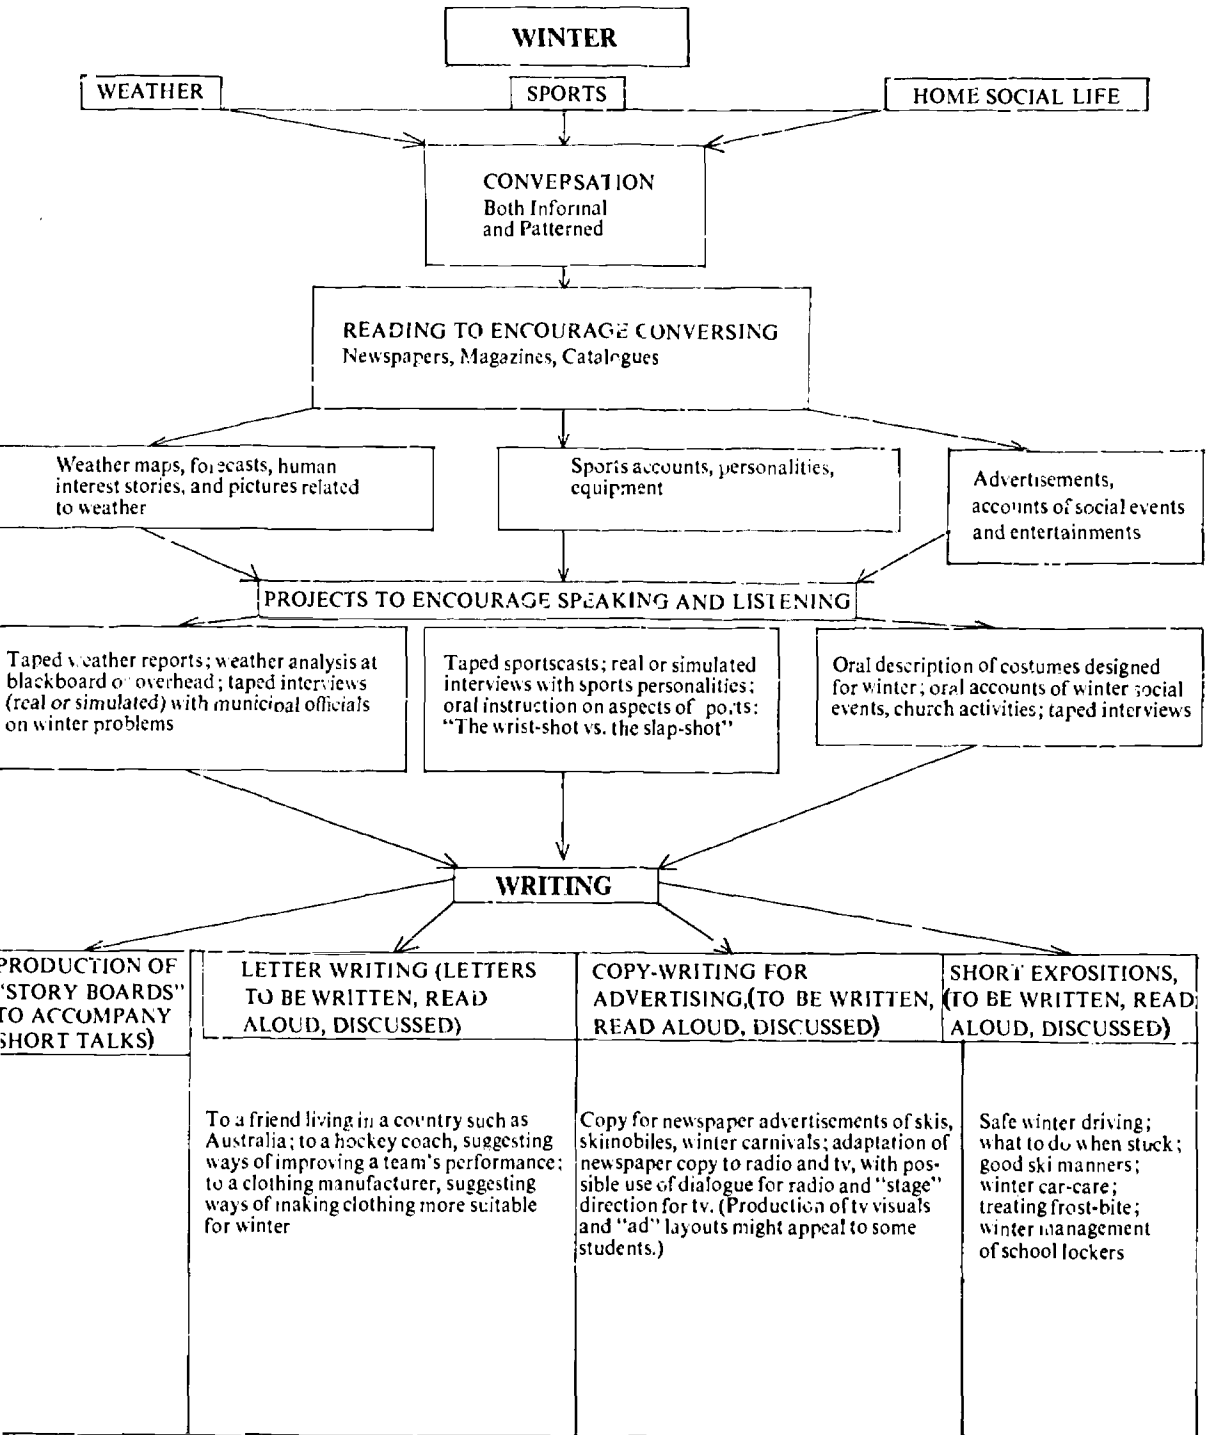 WINTER
WEATHER
SPORTS
HOME SOCIAL LIFE
CONVERSATION
Both Informal
and Patterned
READING TO ENCOURAGE CONVERSING
Newspapers, Magazines, Catalogues
Weather maps, forecasts, human
interest stories, and pictures related
to weather
Sports accounts, personalities,
equipment
Advertisements,
accounts of social events
and entertainments
PROJECTS TO ENCOURAGE SPEAKING AND LISTENING
Taped weather reports; weather analysis at
blackboard or overhead; taped interviews
(real or simulated) with municipal officials
on winter problems
Taped sportscasts; real or simulated
interviews with sports personalities;
oral instruction on aspects of ports:
"The wrist-shot vs. the slap-shot"
Oral description of costumes designed
for winter; oral accounts of winter social
events, church activities; taped interviews
WRITING
PRODUCTION OF
"STORY BOARDS"
TO ACCOMPANY
SHORT TALKS)
LETTER WRITING (LETTERS
TO BE WRITTEN, READ
ALOUD, DISCUSSED)
COPY-WRITING FOR
ADVERTISING,(TO BE WRITTEN,
READ ALOUD, DISCUSSED)
SHORT EXPOSITIONS,
(TO BE WRITTEN, READ
ALOUD, DISCUSSED)
To a friend living in a country such as
Australia; to a hockey coach, suggesting
ways of improving a team's performance;
to a clothing manufacturer, suggesting
ways of making clothing more suitable
for winter
Copy for newspaper advertisements of skis,
skimobiles, winter carnivals; adaptation of
newspaper copy to radio and tv, with pos-
sible use of dialogue for radio and "stage"
direction for tv. (Production of tv visuals
and "ad" layouts might appeal to some
students.)
Safe winter driving;
what to do when stuck;
good ski manners;
winter car-care;
treating frost-bite;
winter management
of school lockers